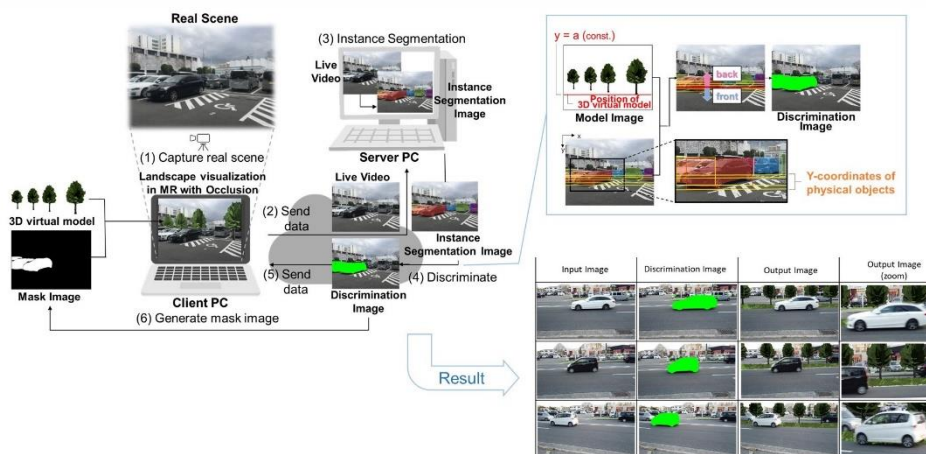 Real Scene
(1) Capture real scene
Landscape visualization
in MR with Occlusion
3D virtual model
Mask Image
Client PC
(6) Generate mask image
(3) Instance Segmentation
Live
Video
Instance
Segmentation
Image
Server PC
Live Video
(2) Send
data
Instance
Segmentation Image
(5) Send
data
(4) Discriminate
Discrimination
Image
y = a (const.)
Position of
3D virtual model
Model Image
back
front
Discrimination
Image
x
Y
Y-coordinates of
physical objects
Result
Input Image
Discrimination Image
Output Image
Output Image
(zoom)